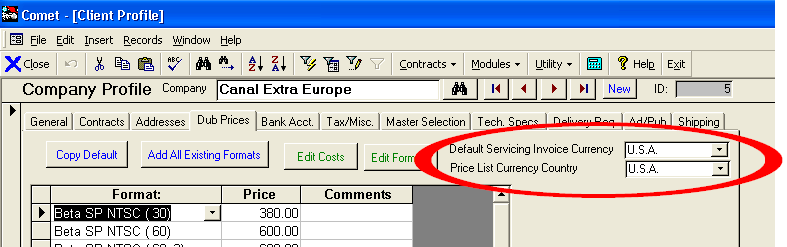 Comet - [Client Profile]
File Edit Insert Records Window Help
Close Contracts Modules Utility Help Exit
Company Profile Company Canal Extra Europe New ID: 5
General Contracts Addresses Dub Prices Bank Acct. Tax/Misc. Master Selection Tech. Specs. Delivery Req. Ad/Pub Shipping
Copy Default Add All Existing Formats Edit Costs Edit Form
Default Servicing Invoice Currency U.S.A.
Price List Currency Country U.S.A.
Format: Price Comments
Beta SP NTSC ( 30) 380.00
Beta SP NTSC ( 60) 600.00